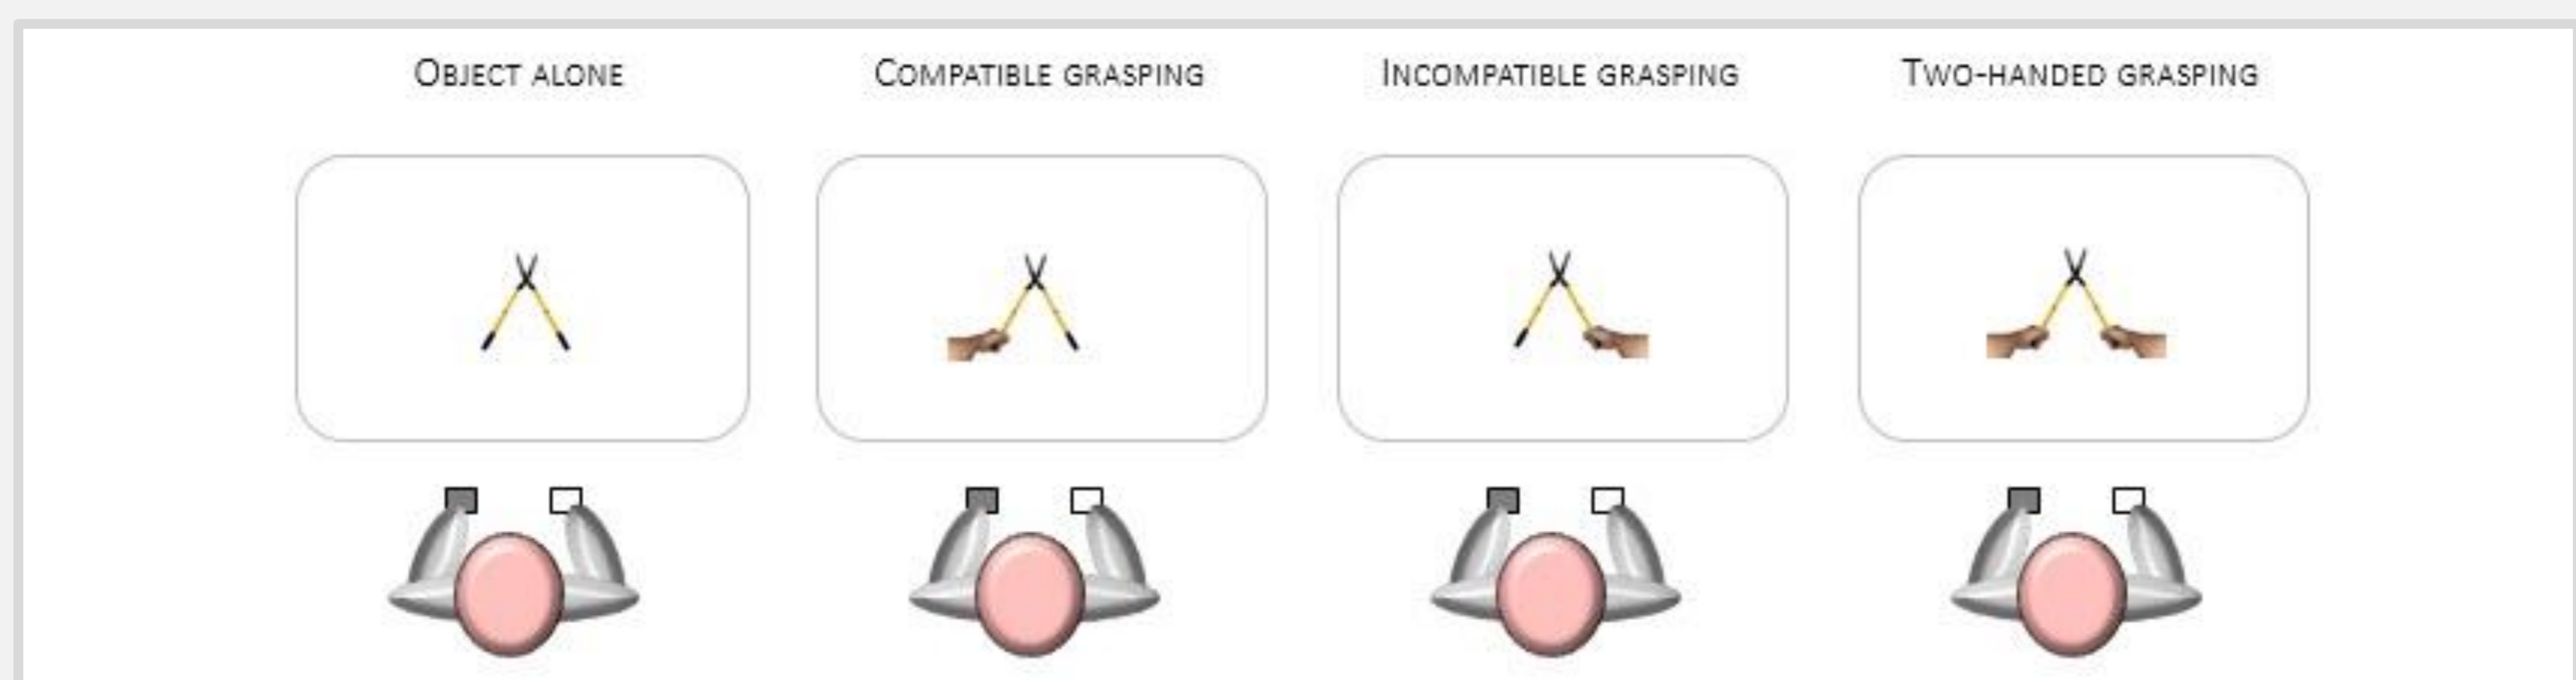 OBJECT ALONE
COMPATIBLE GRASPING
INCOMPATIBLE GRASPING
TWO-HANDED GRASPING